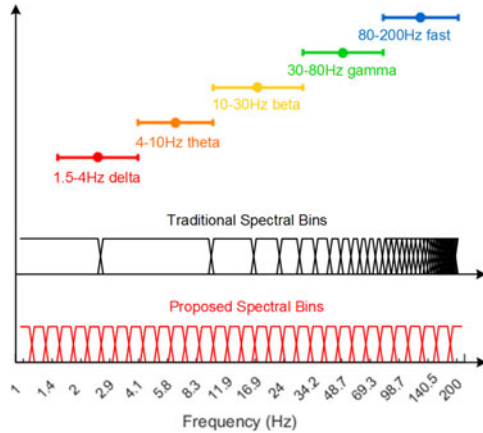 80-200Hz fast
30-80Hz gamma
10-30Hz beta
4-10Hz theta
1.5-4Hz delta
Traditional Spectral Bins
Proposed Spectral Bins
1 1.4 2 2.9 4.1 5.8 8.3 11.9 16.9 24 34.2 48.7 69.3 98.7 140.5 200
Frequency (Hz)